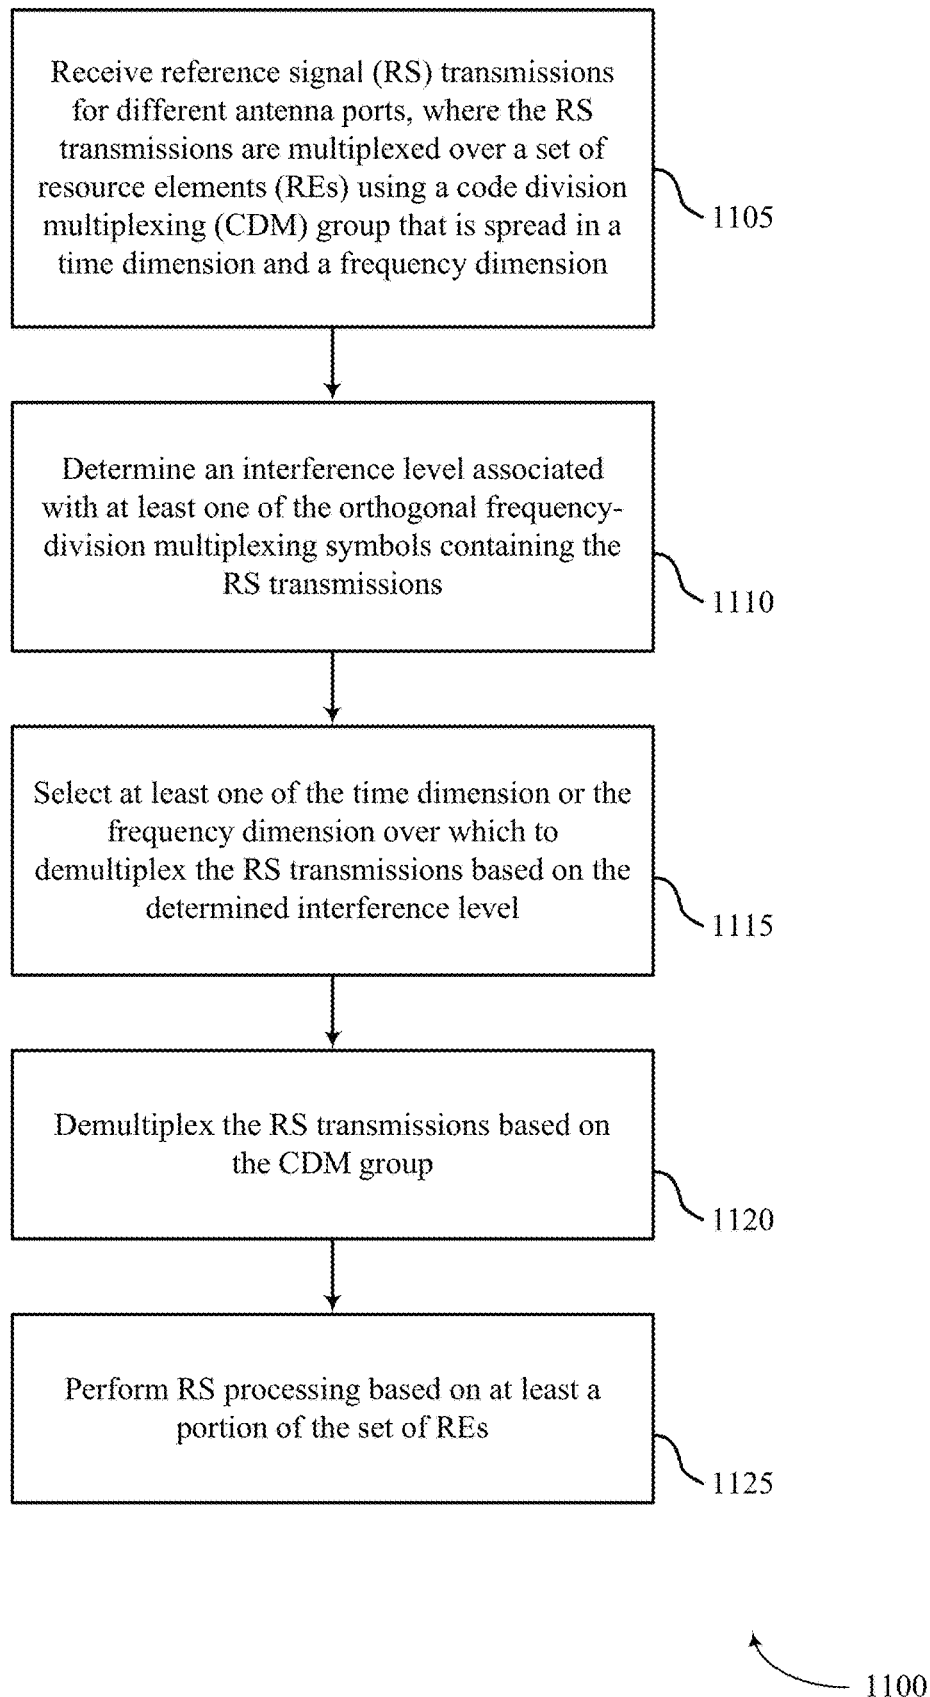 Receive reference signal (RS) transmissions
for different antenna ports, where the RS
transmissions are multiplexed over a set of
resource elements (REs) using a code division
multiplexing (CDM) group that is spread in a
time dimension and a frequency dimension
1105
Determine an interference level associated
with at least one of the orthogonal frequency-
division multiplexing symbols containing the
RS transmissions
1110
Select at least one of the time dimension or the
frequency dimension over which to
demultiplex the RS transmissions based on the
determined interference level
1115
Demultiplex the RS transmissions based on
the CDM group
1120
Perform RS processing based on at least a
portion of the set of REs
1125
1100